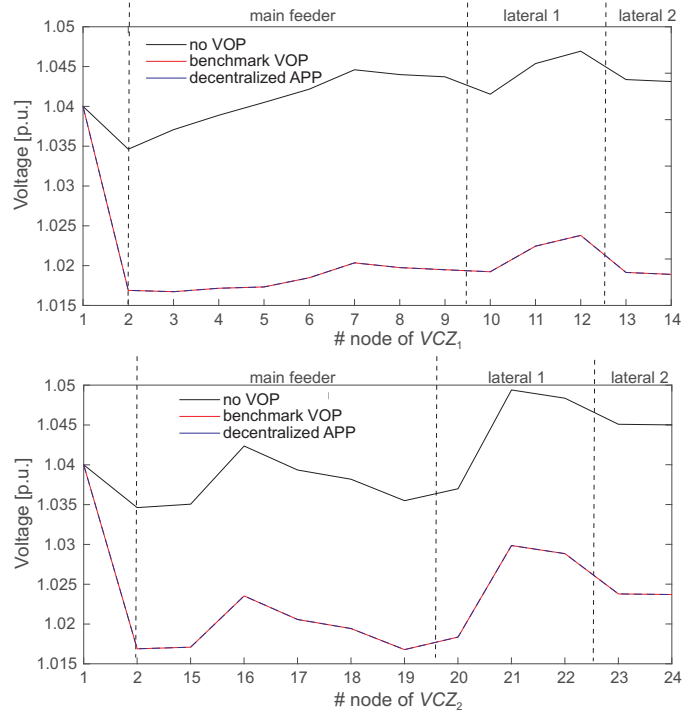 main feeder
lateral 1
lateral 2
1.05
1.045
1.04
1.035
1.03
1.025
1.02
1.015
Voltage [p.u.]
no VOP
benchmark VOP
decentralized APP
1 2 3 4 5 6 7 8 9 10 11 12 13 14
# node of VCZ1
main feeder
lateral 1
lateral 2
1.05
1.045
1.04
1.035
1.03
1.025
1.02
1.015
Voltage [p.u.]
no VOP
benchmark VOP
decentralized APP
1 2 15 16 17 18 19 20 21 22 23 24
# node of VCZ2